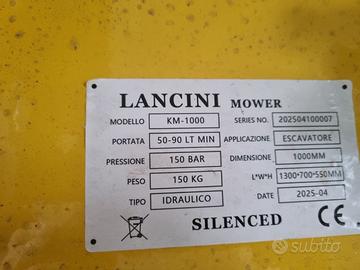 LANCINI MOWER
MODELLO KM-1000 SERIES NO. 202504100007
PORTATA 50-90 LT MIN APPLICAZIONE ESCAVATORE
PRESSIONE 150 BAR DIMENSIONE 1000MM
PESO 150 KG L*W*H 1300*700*550MM
TIPO IDRAULICO DATE 2025-04
SILENCED CE
subito